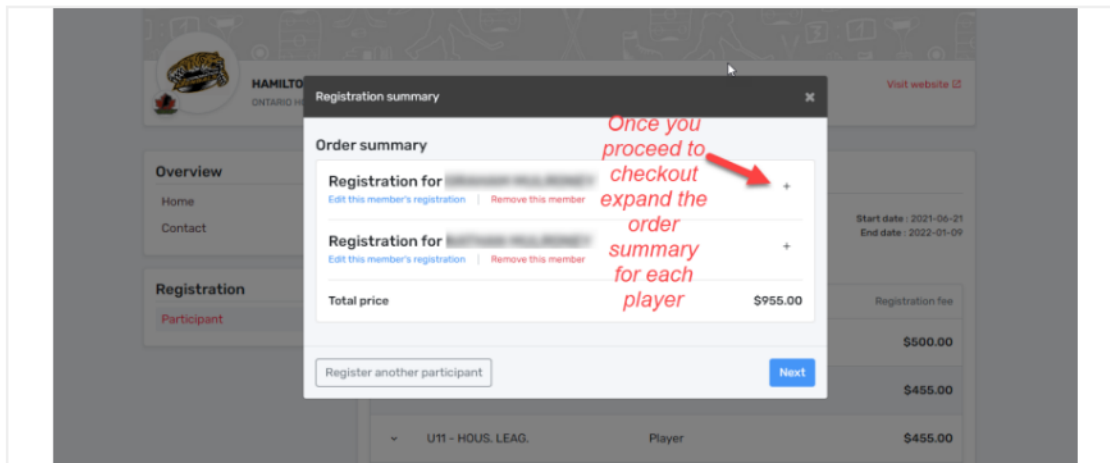 HAMILTO
ONTARIO H
Visit website
Registration summary
Order summary
Registration for
Edit this member's registration | Remove this member
+
Registration for
Edit this member's registration | Remove this member
+
Total price $955.00
Register another participant
Next
Once you
proceed to
checkout
expand the
order
summary
for each
player
Overview
Home
Contact
Registration
Participant
Start date : 2021-06-21
End date : 2022-01-09
Registration fee
$500.00
$455.00
U11 - HOUS. LEAG. Player $455.00